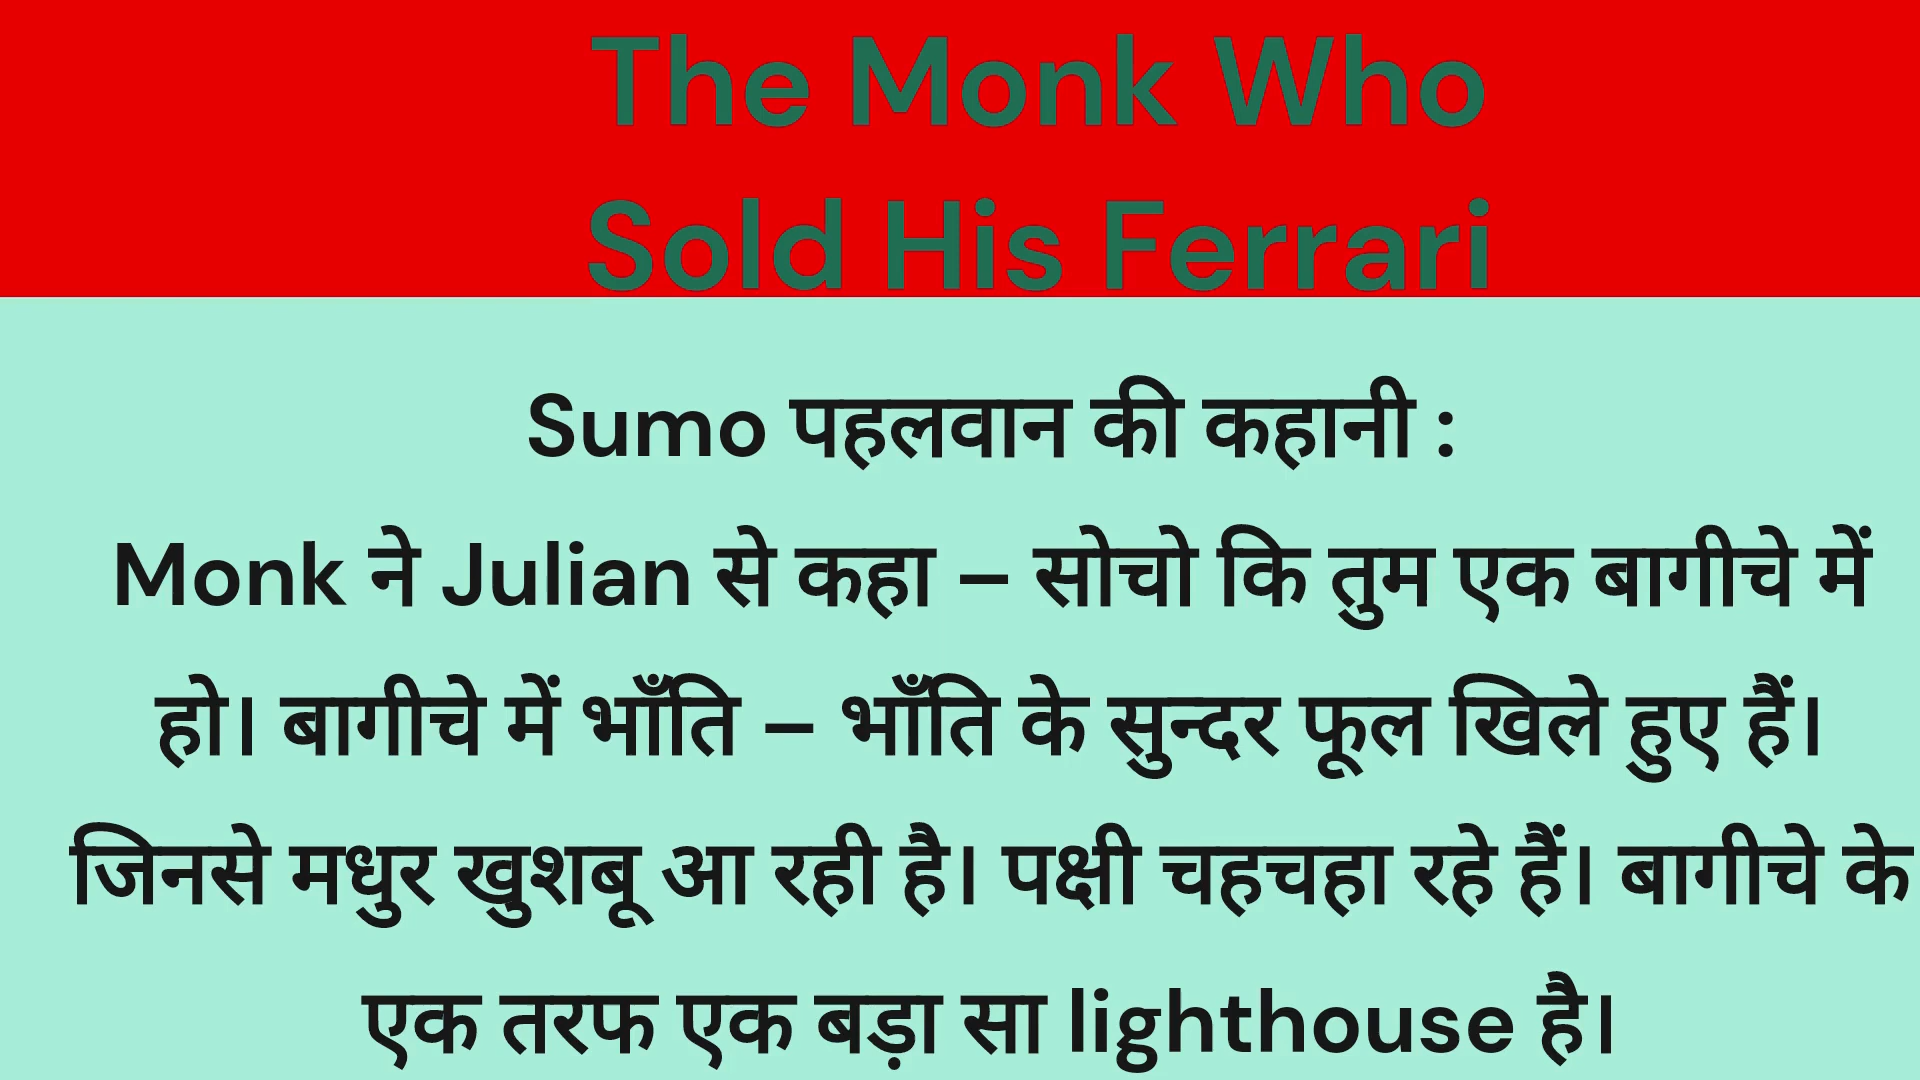 The Monk Who
Sold His Ferrari
Sumo पहलवान की कहानी :
Monk ने Julian से कहा – सोचो कि तुम एक बागीचे में
हो। बागीचे में भाँति – भाँति के सुन्दर फूल खिले हुए हैं।
जिनसे मधुर खुशबू आ रही है। पक्षी चहचहा रहे हैं। बागीचे के
एक तरफ एक बड़ा सा lighthouse है।